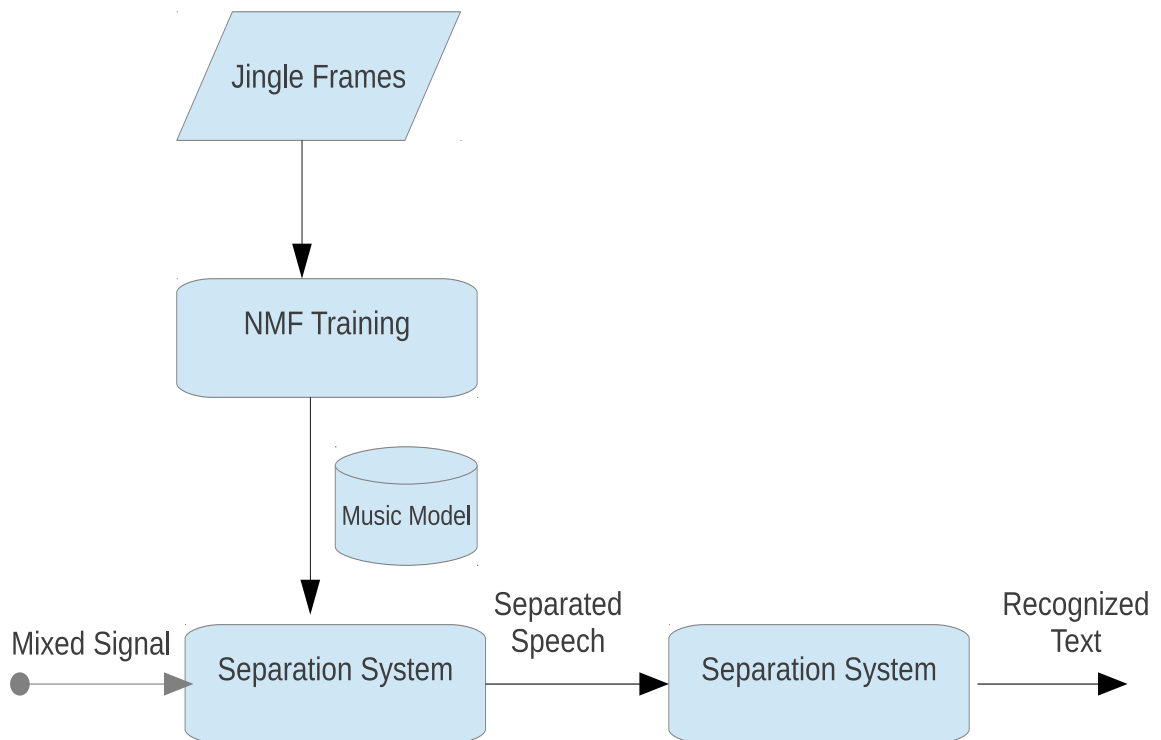 Jingle Frames
NMF Training
Music Model
Mixed Signal
Separation System
Separated
Speech
Separation System
Recognized
Text